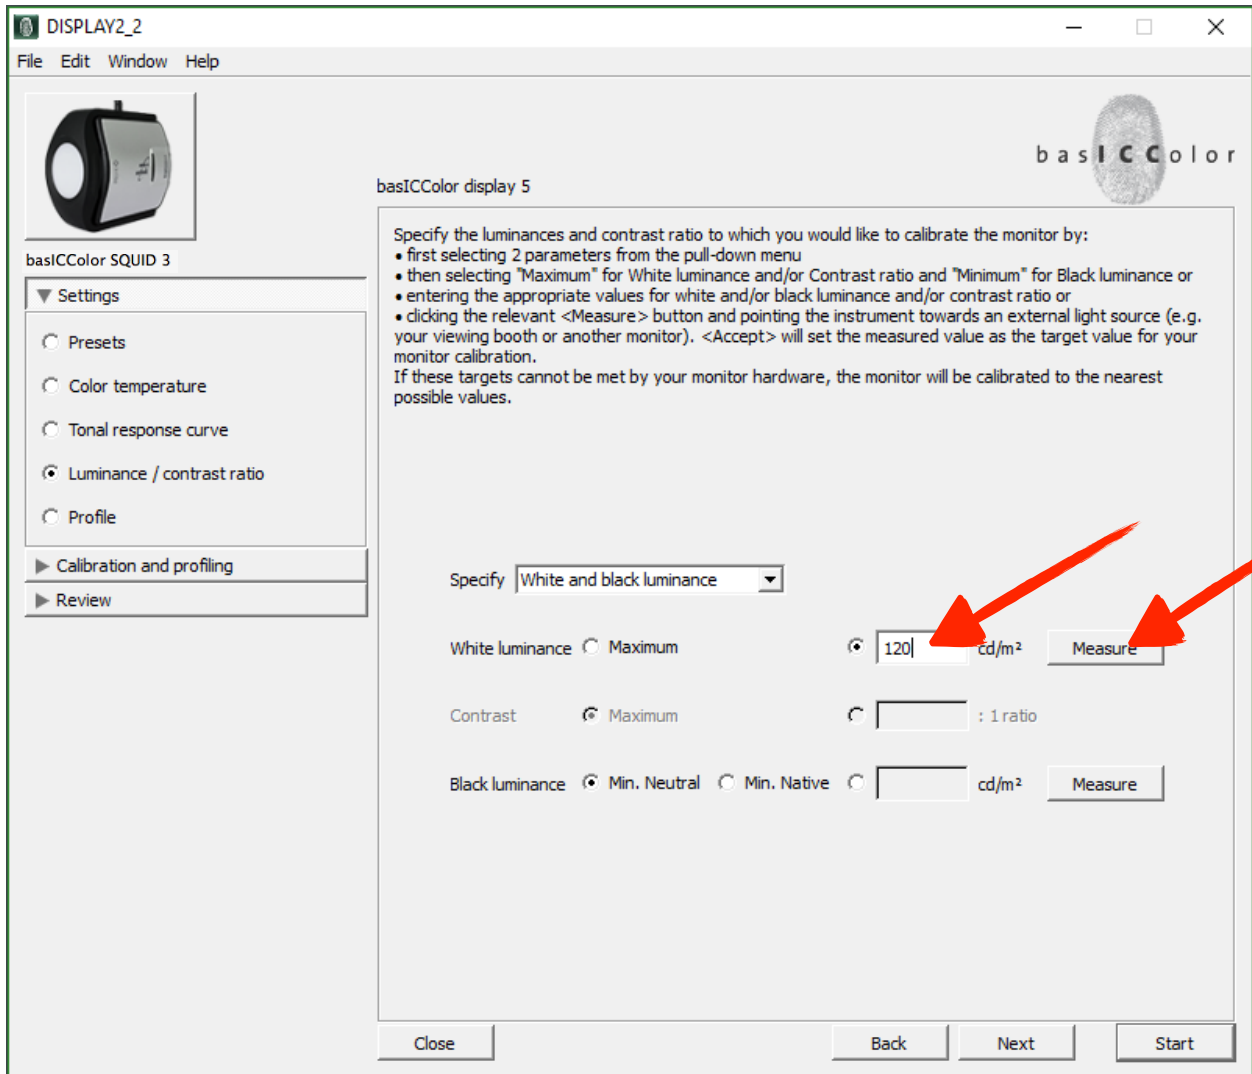 DISPLAY2_2
File Edit Window Help
basICColor
basICColor display 5
basICColor SQUID 3
Settings
Presets
Color temperature
Tonal response curve
Luminance / contrast ratio
Profile
Calibration and profiling
Review
Specify the luminances and contrast ratio to which you would like to calibrate the monitor by:
• first selecting 2 parameters from the pull-down menu
• then selecting "Maximum" for White luminance and/or Contrast ratio and "Minimum" for Black luminance or
• entering the appropriate values for white and/or black luminance and/or contrast ratio or
• clicking the relevant <Measure> button and pointing the instrument towards an external light source (e.g.
your viewing booth or another monitor). <Accept> will set the measured value as the target value for your
monitor calibration.
If these targets cannot be met by your monitor hardware, the monitor will be calibrated to the nearest
possible values.
Specify White and black luminance
White luminance Maximum 120 cd/m² Measure
Contrast Maximum : 1 ratio
Black luminance Min. Neutral Min. Native cd/m² Measure
Close Back Next Start